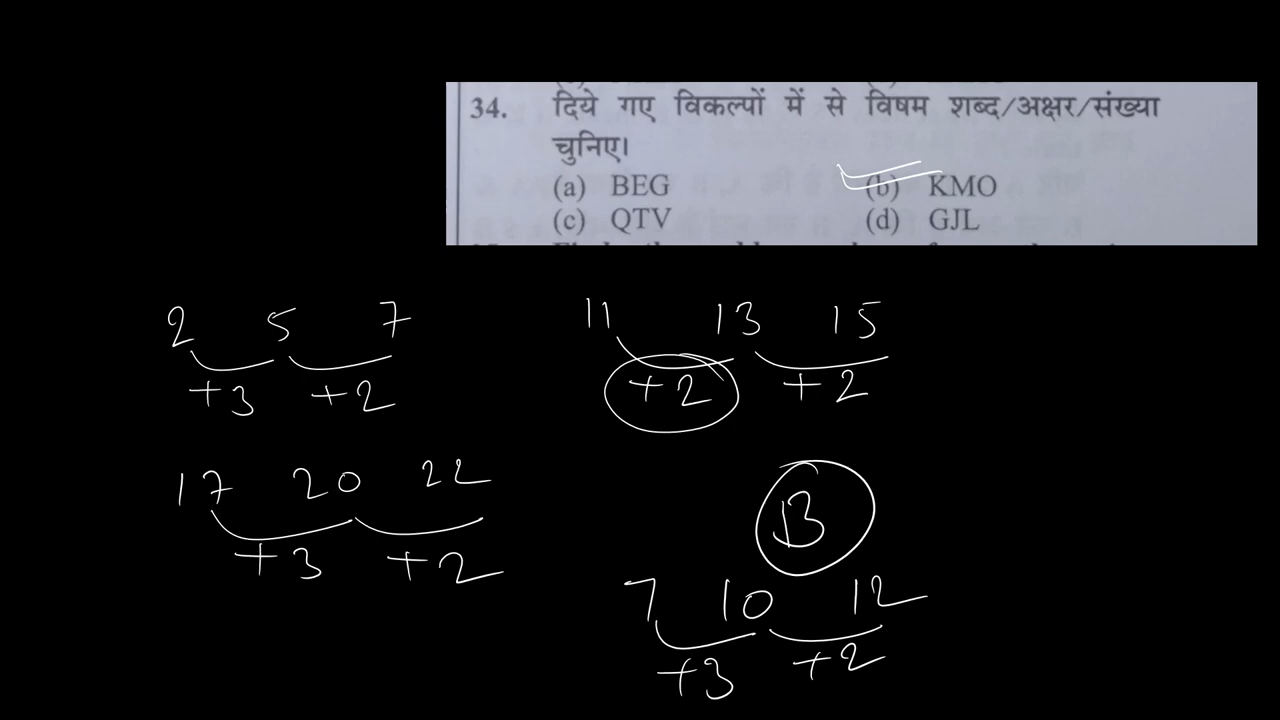 34. दिये गए विकल्पों में से विषम शब्द/अक्षर/संख्या
चुनिए।
(a) BEG (b) KMO
(c) QTV (d) GJL
2 5 7
+3 +2
11 13 15
+2 +2
17 20 22
+3 +2
B
7 10 12
+3 +2